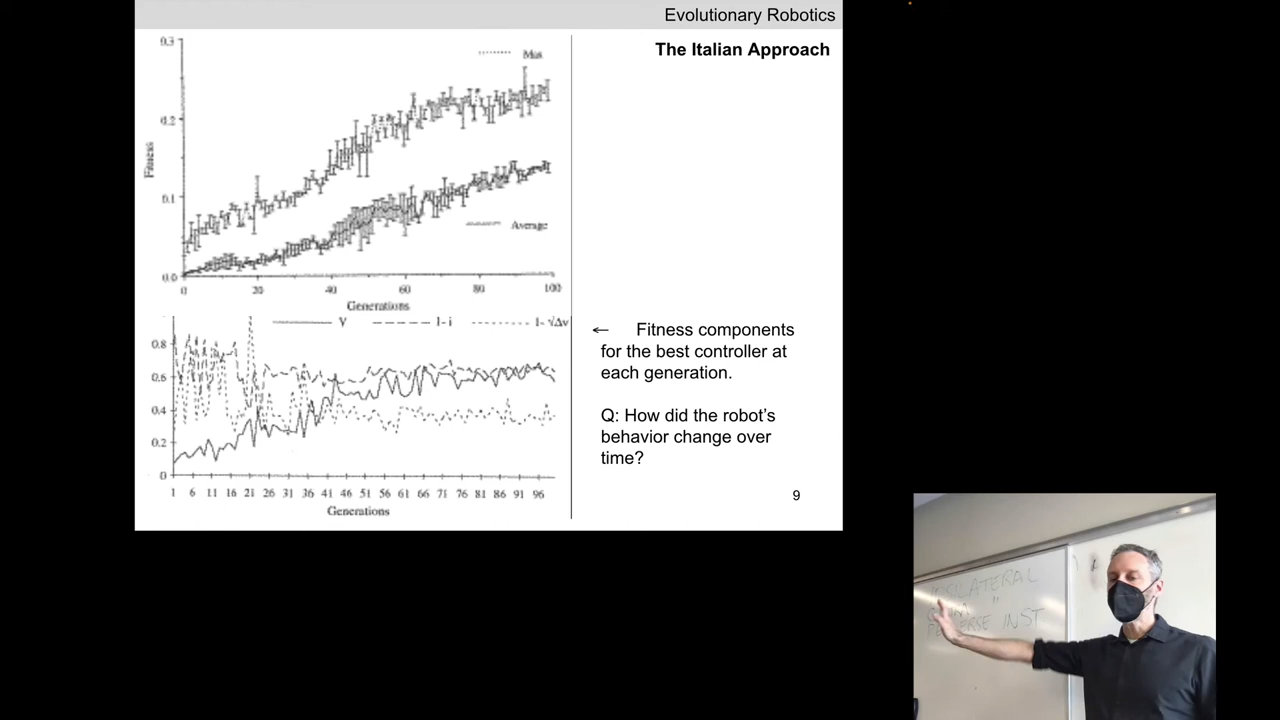 Evolutionary Robotics
The Italian Approach
0.3
0.2
0.1
0.0
Fitness
Max
Average
0 20 40 60 80 100
Generations
V 1- i 1- √Δv
0.8
0.6
0.4
0.2
0
1 6 11 16 21 26 31 36 41 46 51 56 61 66 71 76 81 86 91 96
Generations
← Fitness components
for the best controller at
each generation.
Q: How did the robot's
behavior change over
time?
9
IPSILATERAL
"
INST